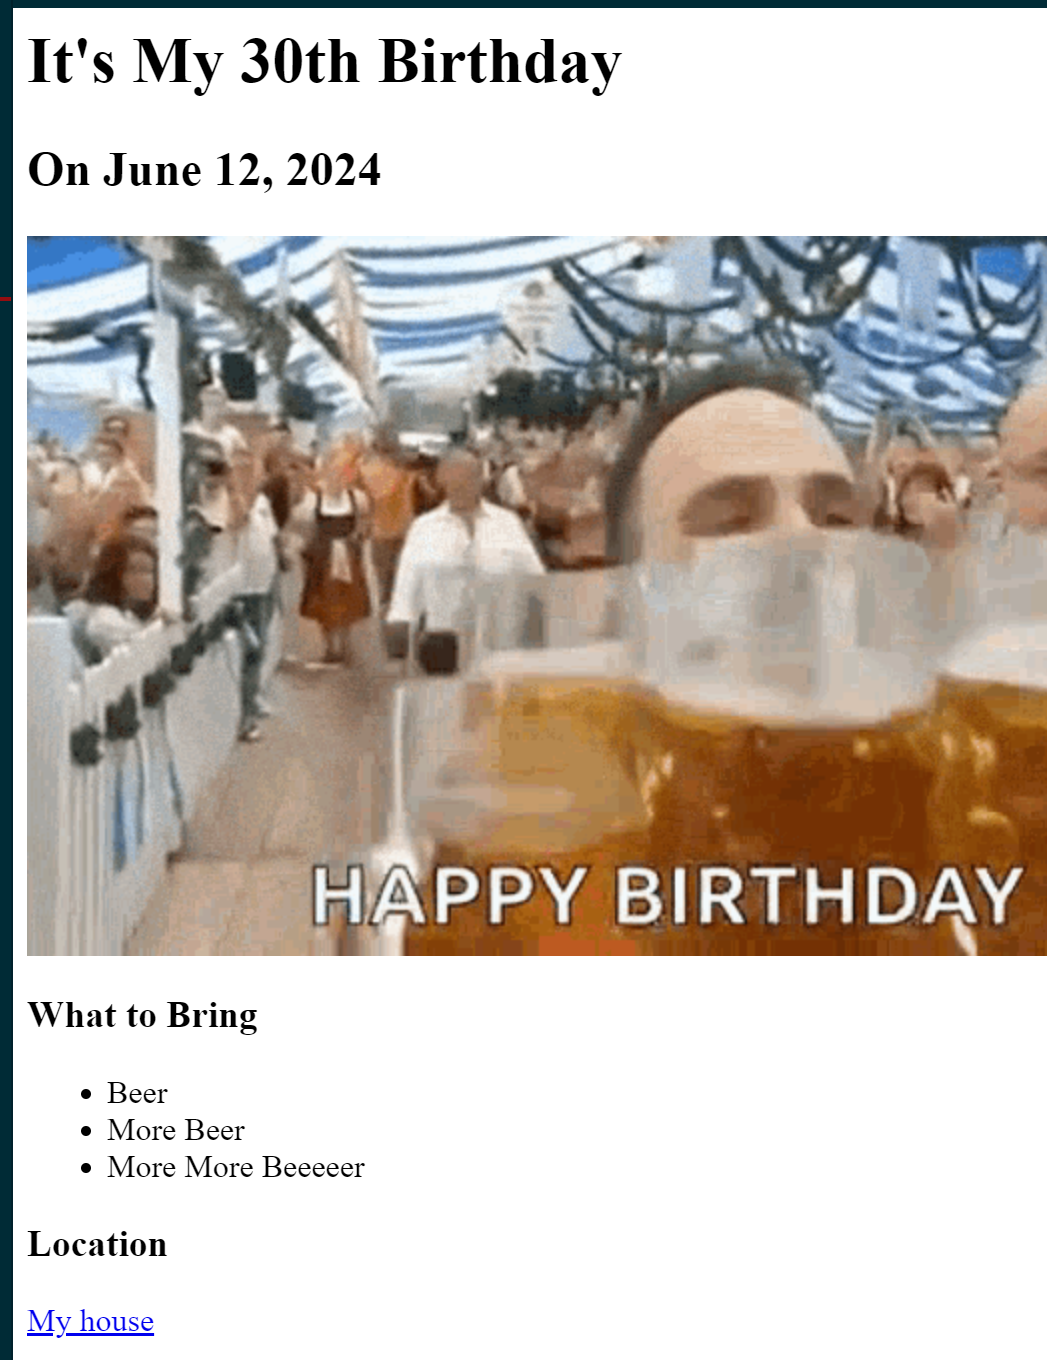 It's My 30th Birthday
On June 12, 2024
HAPPY BIRTHDAY
What to Bring
Beer
More Beer
More More Beeeeer
Location
My house